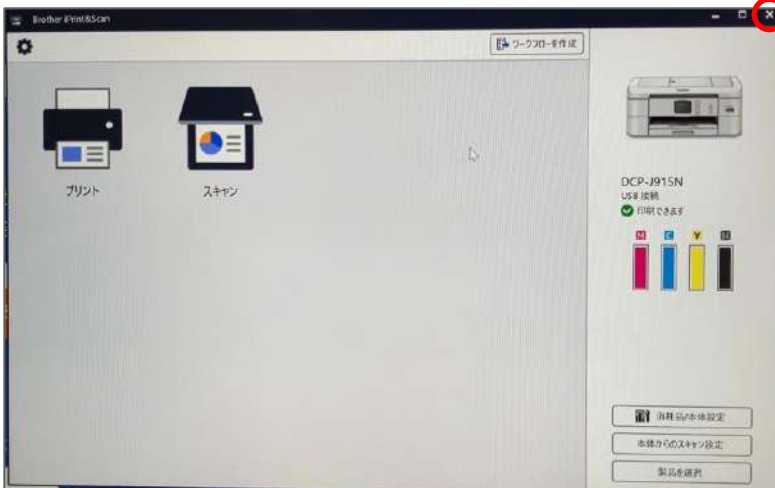 Brother iPrint&Scan
ワークフローを作成
プリント
スキャン
DCP-J915N
USB 接続
印刷できます
M C Y BK
消耗品/本体設定
本体からのスキャン設定
製品を選択